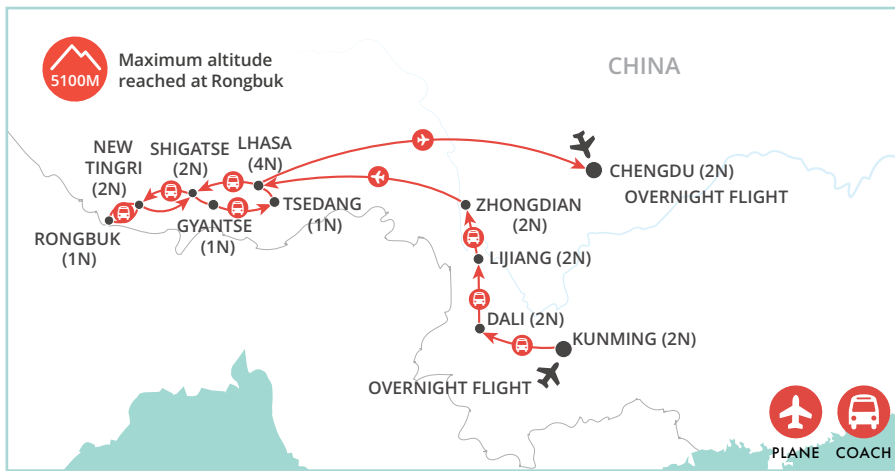 5100M
Maximum altitude
reached at Rongbuk
CHINA
NEW
TINGRI
(2N)
SHIGATSE
(2N)
LHASA
(4N)
CHENGDU (2N)
OVERNIGHT FLIGHT
TSEDANG
(1N)
ZHONGDIAN
(2N)
GYANTSE
(1N)
RONGBUK
(1N)
LIJIANG (2N)
DALI (2N)
KUNMING (2N)
OVERNIGHT FLIGHT
PLANE
COACH